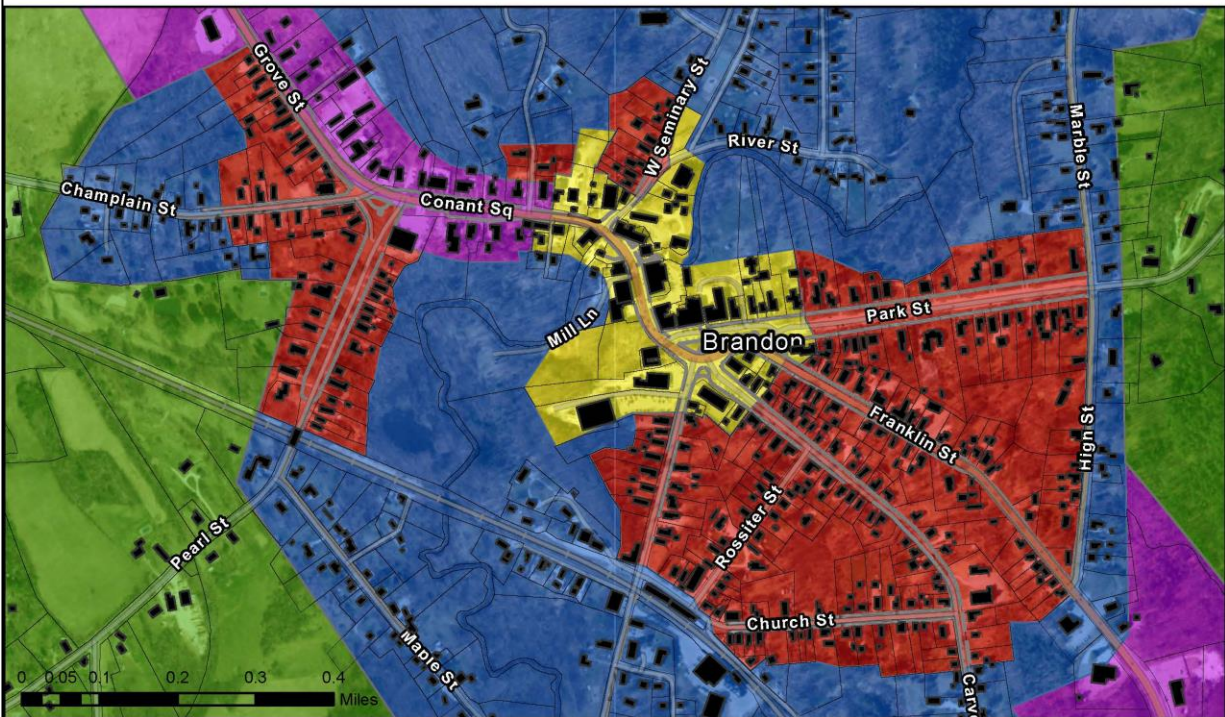 Grove St
W Seminary St
River St
Marble St
Champlain St
Conant Sq
Mill Ln
Park St
Brandon
Franklin St
High St
Rossiter St
Pearl St
Church St
Maple St
Carv
0 0.05 0.1 0.2 0.3 0.4
Miles